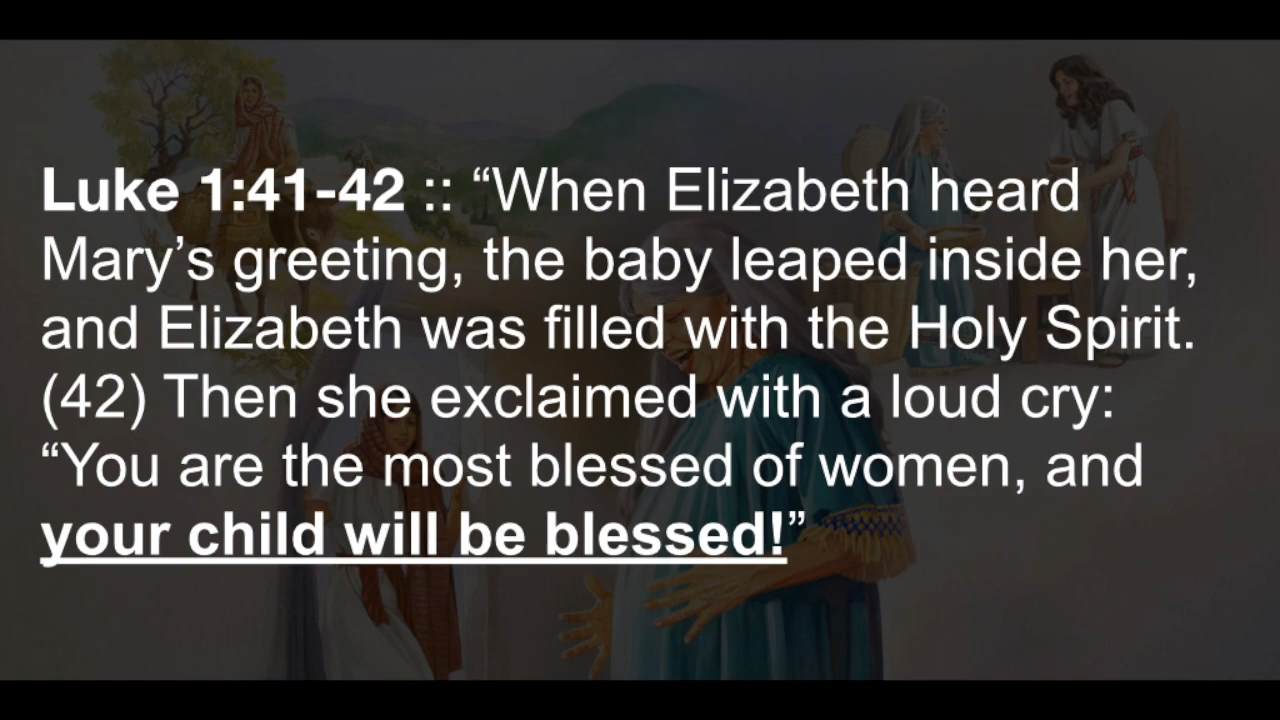 Luke 1:41-42 :: “When Elizabeth heard
Mary’s greeting, the baby leaped inside her,
and Elizabeth was filled with the Holy Spirit.
(42) Then she exclaimed with a loud cry:
“You are the most blessed of women, and
your child will be blessed!”